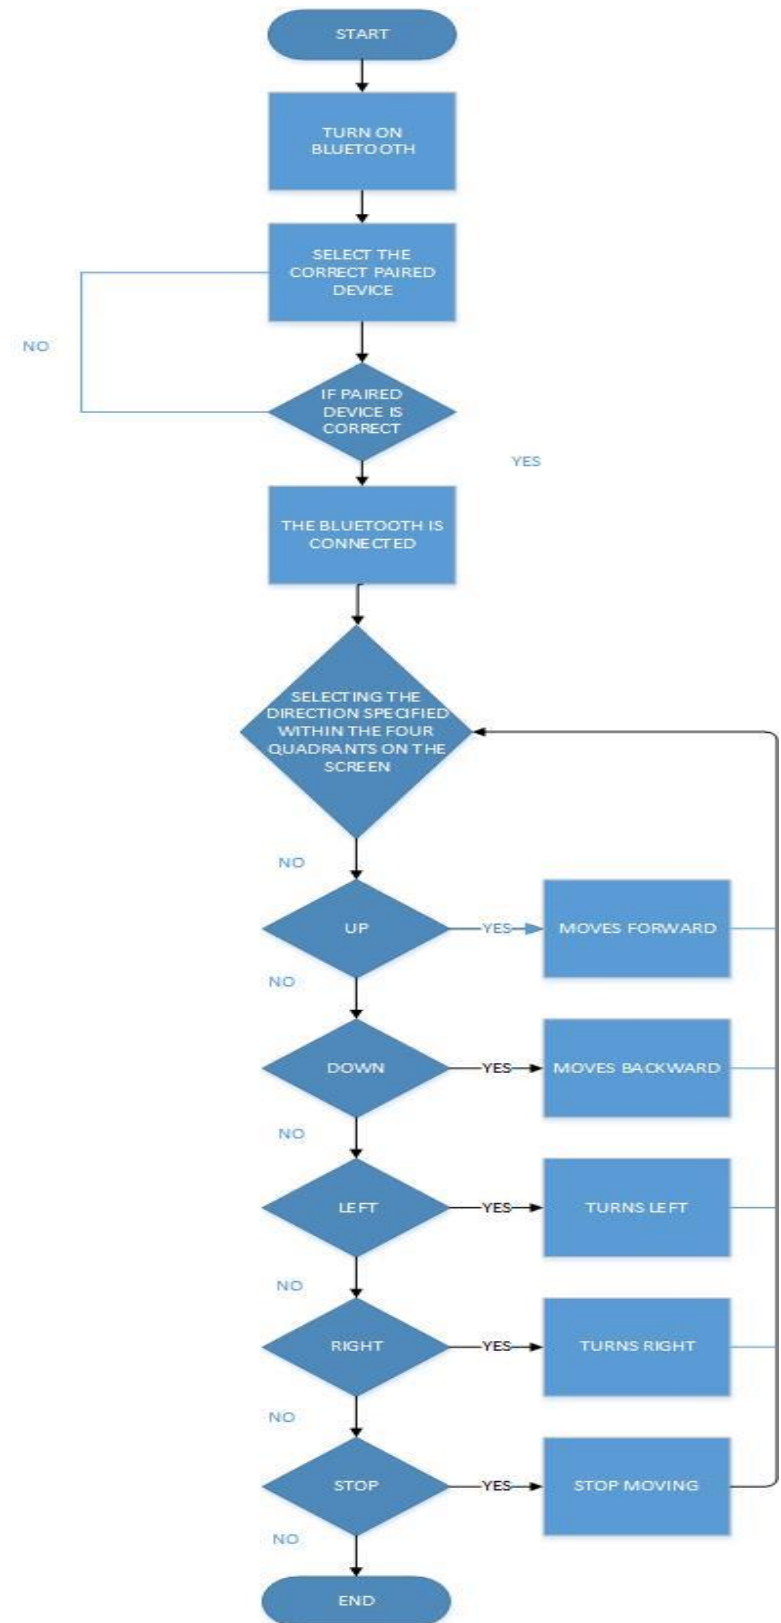 START
TURN ON
BLUETOOTH
SELECT THE
CORRECT PAIRED
DEVICE
NO
IF PAIRED
DEVICE IS
CORRECT
YES
THE BLUETOOTH IS
CONNECTED
SELECTING THE
DIRECTION SPECIFIED
WITHIN THE FOUR
QUADRANTS ON THE
SCREEN
NO
UP
YES
MOVES FORWARD
NO
DOWN
YES
MOVES BACKWARD
NO
LEFT
YES
TURNS LEFT
NO
RIGHT
YES
TURNS RIGHT
NO
STOP
YES
STOP MOVING
NO
END